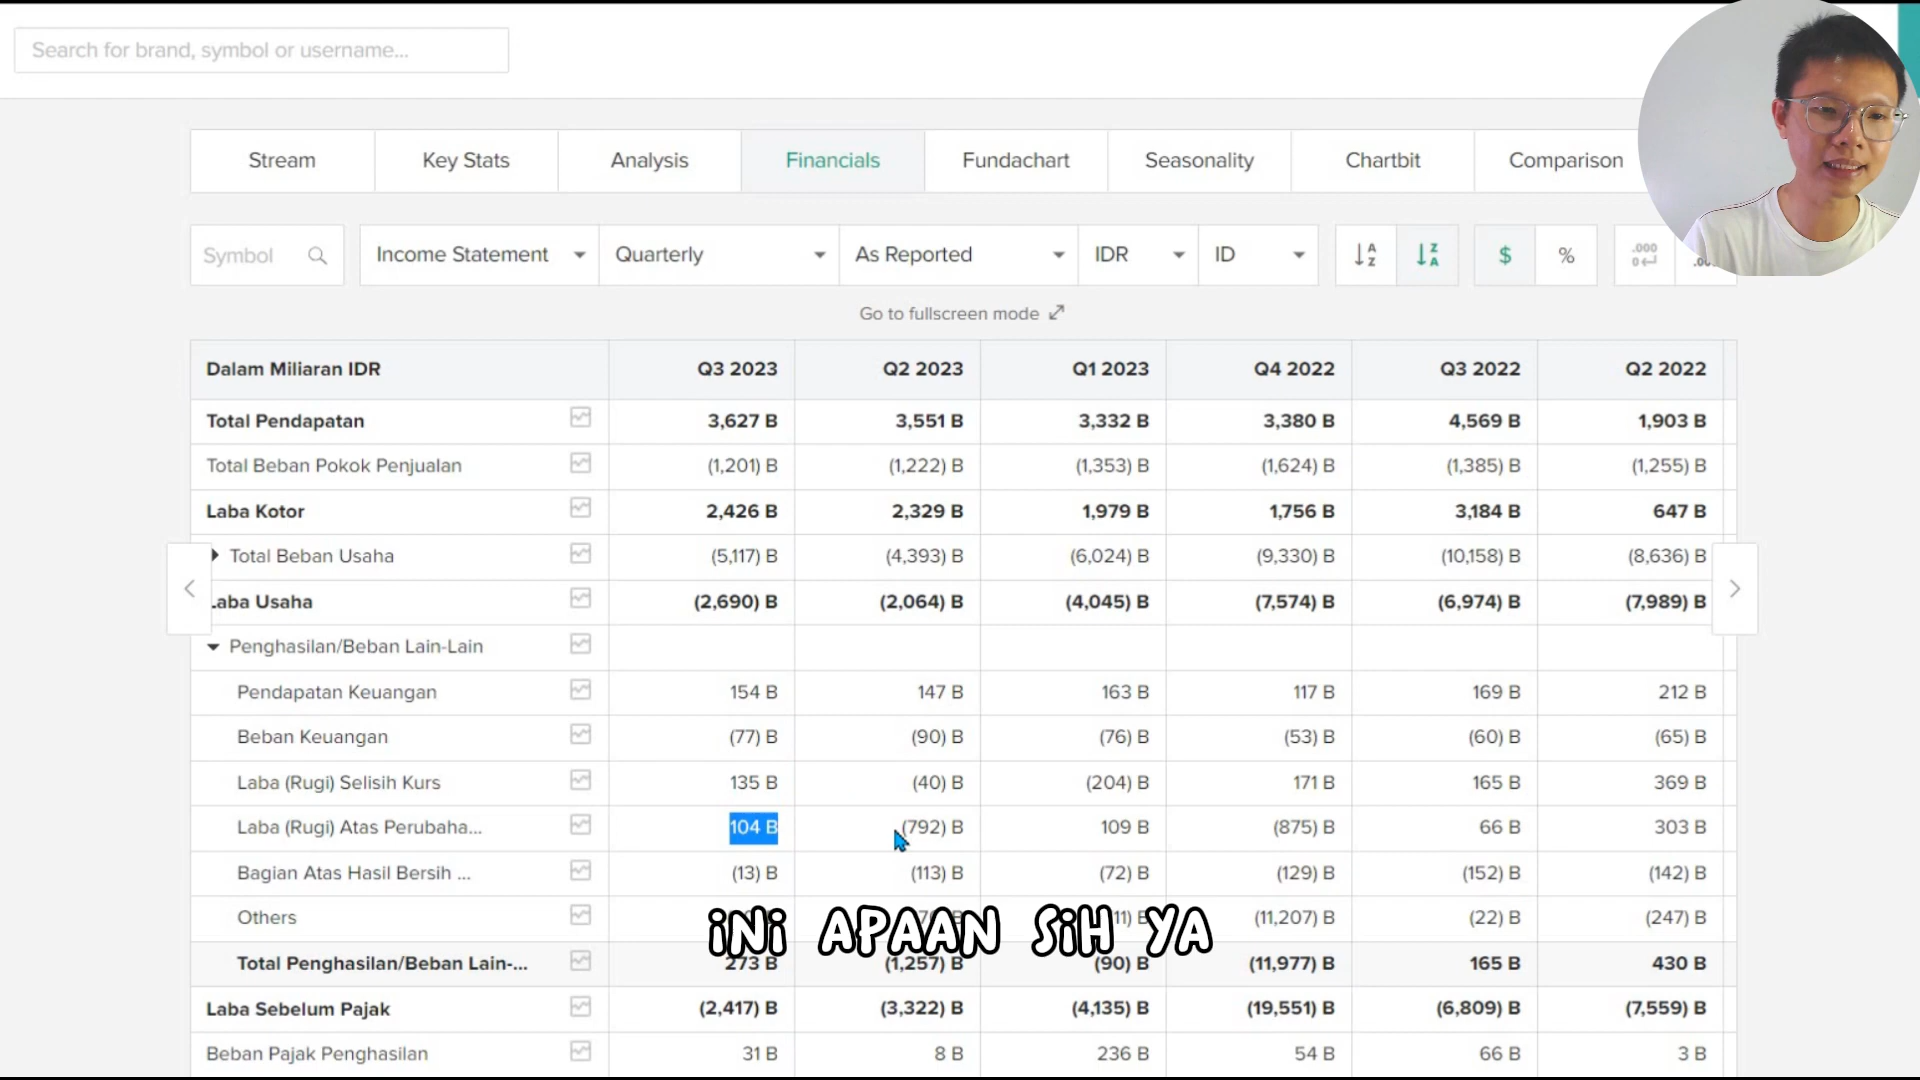 Search for brand, symbol or username...
Stream Key Stats Analysis Financials Fundachart Seasonality Chartbit Comparison
Symbol Income Statement Quarterly As Reported IDR ID A Z Z A $ % .000 0
Go to fullscreen mode
Dalam Miliaran IDR Q3 2023 Q2 2023 Q1 2023 Q4 2022 Q3 2022 Q2 2022
Total Pendapatan 3,627 B 3,551 B 3,332 B 3,380 B 4,569 B 1,903 B
Total Beban Pokok Penjualan (1,201) B (1,222) B (1,353) B (1,624) B (1,385) B (1,255) B
Laba Kotor 2,426 B 2,329 B 1,979 B 1,756 B 3,184 B 647 B
Total Beban Usaha (5,117) B (4,393) B (6,024) B (9,330) B (10,158) B (8,636) B
Laba Usaha (2,690) B (2,064) B (4,045) B (7,574) B (6,974) B (7,989) B
Penghasilan/Beban Lain-Lain
Pendapatan Keuangan 154 B 147 B 163 B 117 B 169 B 212 B
Beban Keuangan (77) B (90) B (76) B (53) B (60) B (65) B
Laba (Rugi) Selisih Kurs 135 B (40) B (204) B 171 B 165 B 369 B
Laba (Rugi) Atas Perubaha... 104 B (792) B 109 B (875) B 66 B 303 B
Bagian Atas Hasil Bersih ... (13) B (113) B (72) B (129) B (152) B (142) B
Others (11,207) B (22) B (247) B
INI APAAN SIH YA
Total Penghasilan/Beban Lain-... 273 B (1,257) B (90) B (11,977) B 165 B 430 B
Laba Sebelum Pajak (2,417) B (3,322) B (4,135) B (19,551) B (6,809) B (7,559) B
Beban Pajak Penghasilan 31 B 8 B 236 B 54 B 66 B 3 B